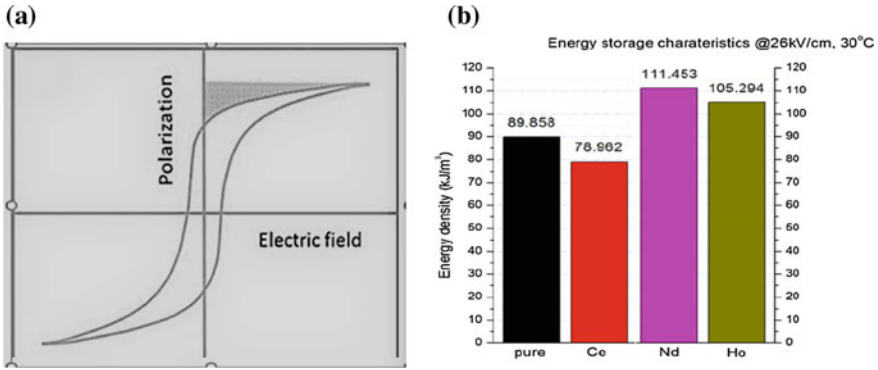 (a)
Polarization
Electric field
(b)
Energy storage charateristics @26kV/cm, 30°C
Energy density (kJ/m³)
120 110 100 90 80 70 60 50 40 30 20 10 0
89.858
78.962
111.453
105.294
120 110 100 90 80 70 60 50 40 30 20 10 0
pure Ce Nd Ho